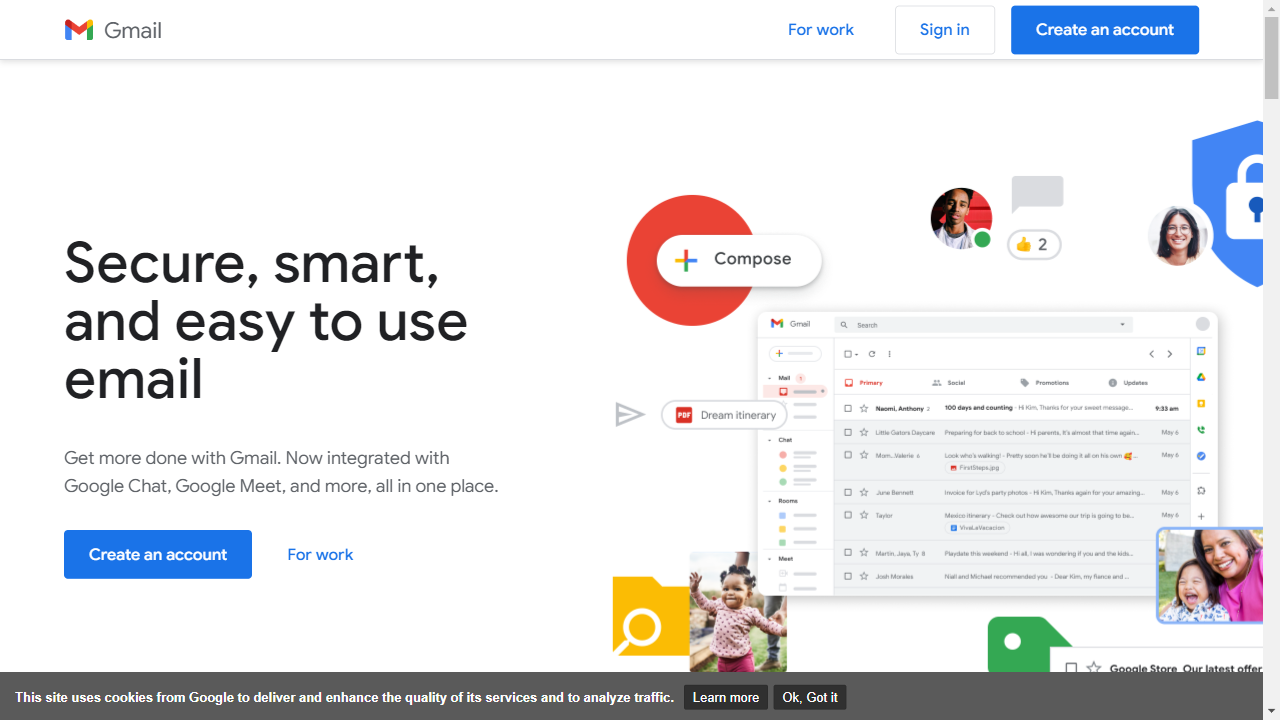 Gmail
For work
Sign in
Create an account
Secure, smart,
and easy to use
email
Get more done with Gmail. Now integrated with
Google Chat, Google Meet, and more, all in one place.
Create an account
For work
Compose
2
PDF Dream itinerary
Gmail
Search
Mail
Chat
Rooms
Meet
Primary
Social
Promotions
Updates
Naomi, Anthony 2 100 days and counting - Hi Kim, Thanks for your sweet message... 9:33 am
Little Gators Daycare Preparing for back to school - Hi parents, It's almost that time again... May 6
Mom...Valerie 6 Look who's walking! - Pretty soon he'll be doing it all on his own 🥰... May 6
FirstSteps.jpg
June Bennett Invoice for Lyd's party photos - Hi Kim, Thanks again for your amazing... May 6
Taylor Mexico itinerary - Check out how awesome our trip is going to be... May 6
VivaLaVacacion
Martin, Jaya, Ty 8 Playdate this weekend - Hi all, I was wondering if you and the kids...
Josh Morales Niall and Michael recommended you - Dear Kim, my fiance and ...
Google Store Our latest offer
This site uses cookies from Google to deliver and enhance the quality of its services and to analyze traffic.
Learn more
Ok, Got it